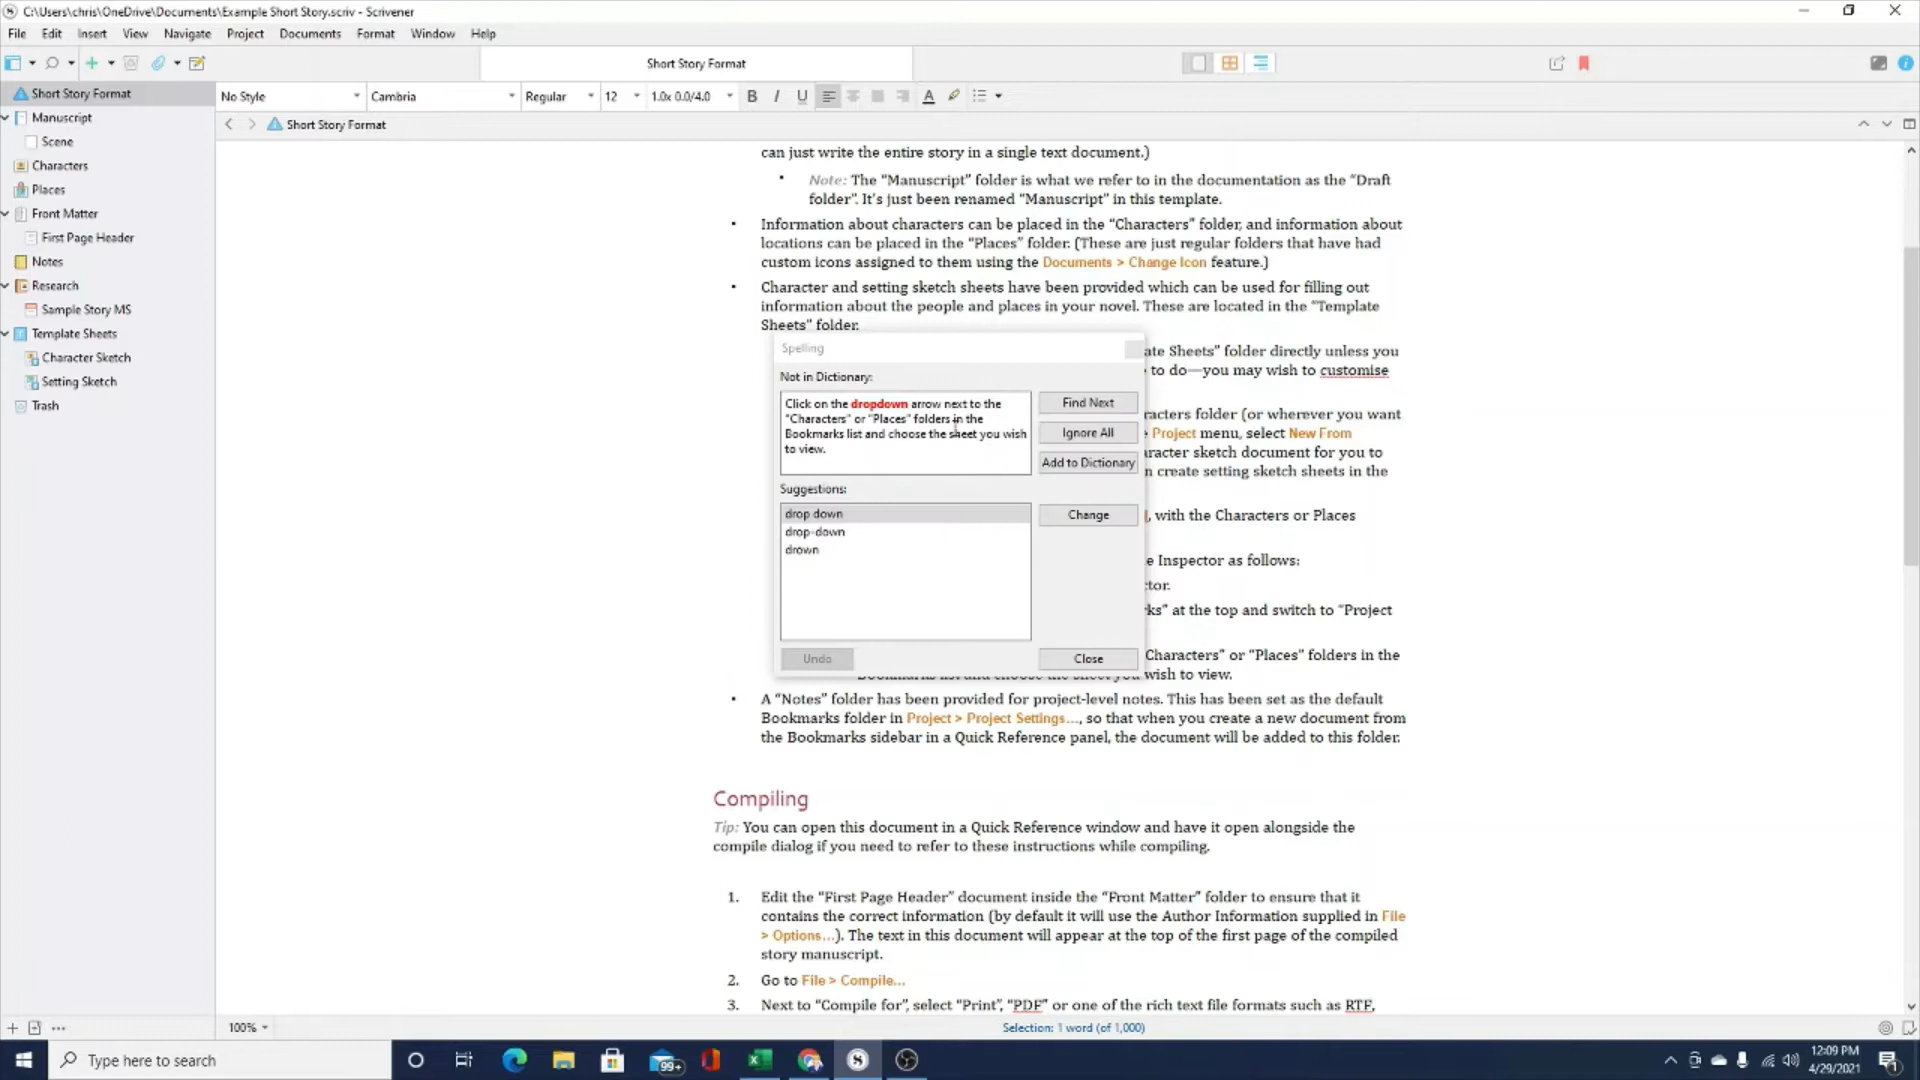 C:\Users\chris\OneDrive\Documents\Example Short Story.scriv - Scrivener
File Edit Insert View Navigate Project Documents Format Window Help
Short Story Format
No Style Cambria Regular 12 1.0x 0.0/4.0 B I U A
Short Story Format
Short Story Format
Manuscript
Scene
Characters
Places
Front Matter
First Page Header
Notes
Research
Sample Story MS
Template Sheets
Character Sketch
Setting Sketch
Trash
can just write the entire story in a single text document.)
Note: The “Manuscript” folder is what we refer to in the documentation as the “Draft
folder”. It’s just been renamed “Manuscript” in this template.
Information about characters can be placed in the “Characters” folder, and information about
locations can be placed in the “Places” folder. (These are just regular folders that have had
custom icons assigned to them using the Documents > Change Icon feature.)
Character and setting sketch sheets have been provided which can be used for filling out
information about the people and places in your novel. These are located in the “Template
Sheets” folder.
Spelling
Not in Dictionary:
Click on the dropdown arrow next to the
"Characters" or "Places" folders in the
Bookmarks list and choose the sheet you wish
to view.
Find Next
Ignore All
Add to Dictionary
Suggestions:
drop down
drop-down
drown
Change
Undo
Close
ate Sheets” folder directly unless you
to do—you may wish to customise
racters folder (or wherever you want
Project menu, select New From
aracter sketch document for you to
n create setting sketch sheets in the
, with the Characters or Places
e Inspector as follows:
ctor.
ks” at the top and switch to “Project
Characters” or “Places” folders in the
wish to view.
A “Notes” folder has been provided for project-level notes. This has been set as the default
Bookmarks folder in Project > Project Settings..., so that when you create a new document from
the Bookmarks sidebar in a Quick Reference panel, the document will be added to this folder.
Compiling
Tip: You can open this document in a Quick Reference window and have it open alongside the
compile dialog if you need to refer to these instructions while compiling.
1. Edit the “First Page Header” document inside the “Front Matter” folder to ensure that it
contains the correct information (by default it will use the Author Information supplied in File
> Options...). The text in this document will appear at the top of the first page of the compiled
story manuscript.
2. Go to File > Compile...
3. Next to “Compile for”, select “Print”, “PDF” or one of the rich text file formats such as RTF,
100% Selection: 1 word (of 1,000)
Type here to search
99+
12:09 PM
4/29/2021
1